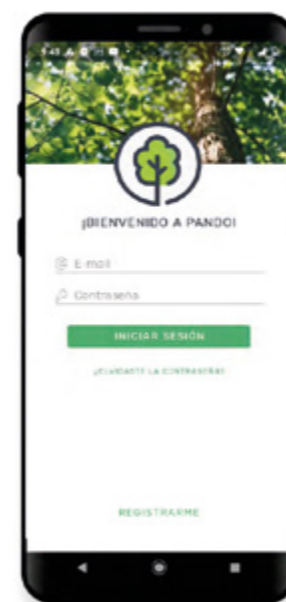 ¡BIENVENIDO A PANDO!
E-mail
Contraseña
INICIAR SESIÓN
¿OLVIDASTE LA CONTRASEÑA?
REGISTRARME